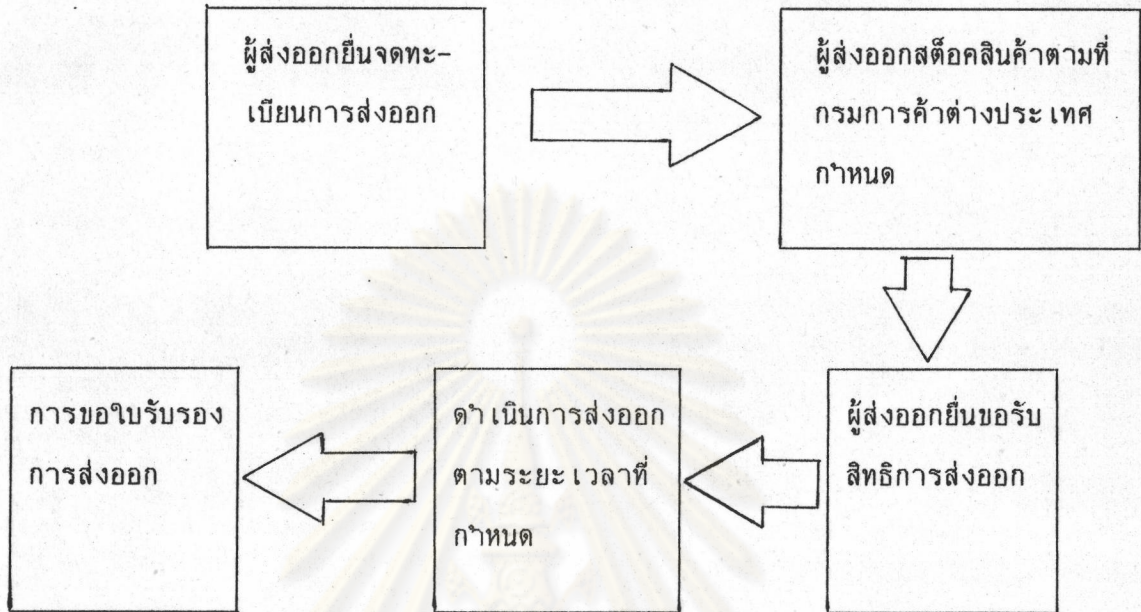 ผู้ส่งออกยื่นจดทะ-
เบียนการส่งออก
ผู้ส่งออกสต็อคสินค้าตามที่
กรมการค้าต่างประเทศ
กำหนด
ผู้ส่งออกยื่นขอรับ
สิทธิการส่งออก
ดำเนินการส่งออก
ตามระยะเวลาที่
กำหนด
การขอใบรับรอง
การส่งออก